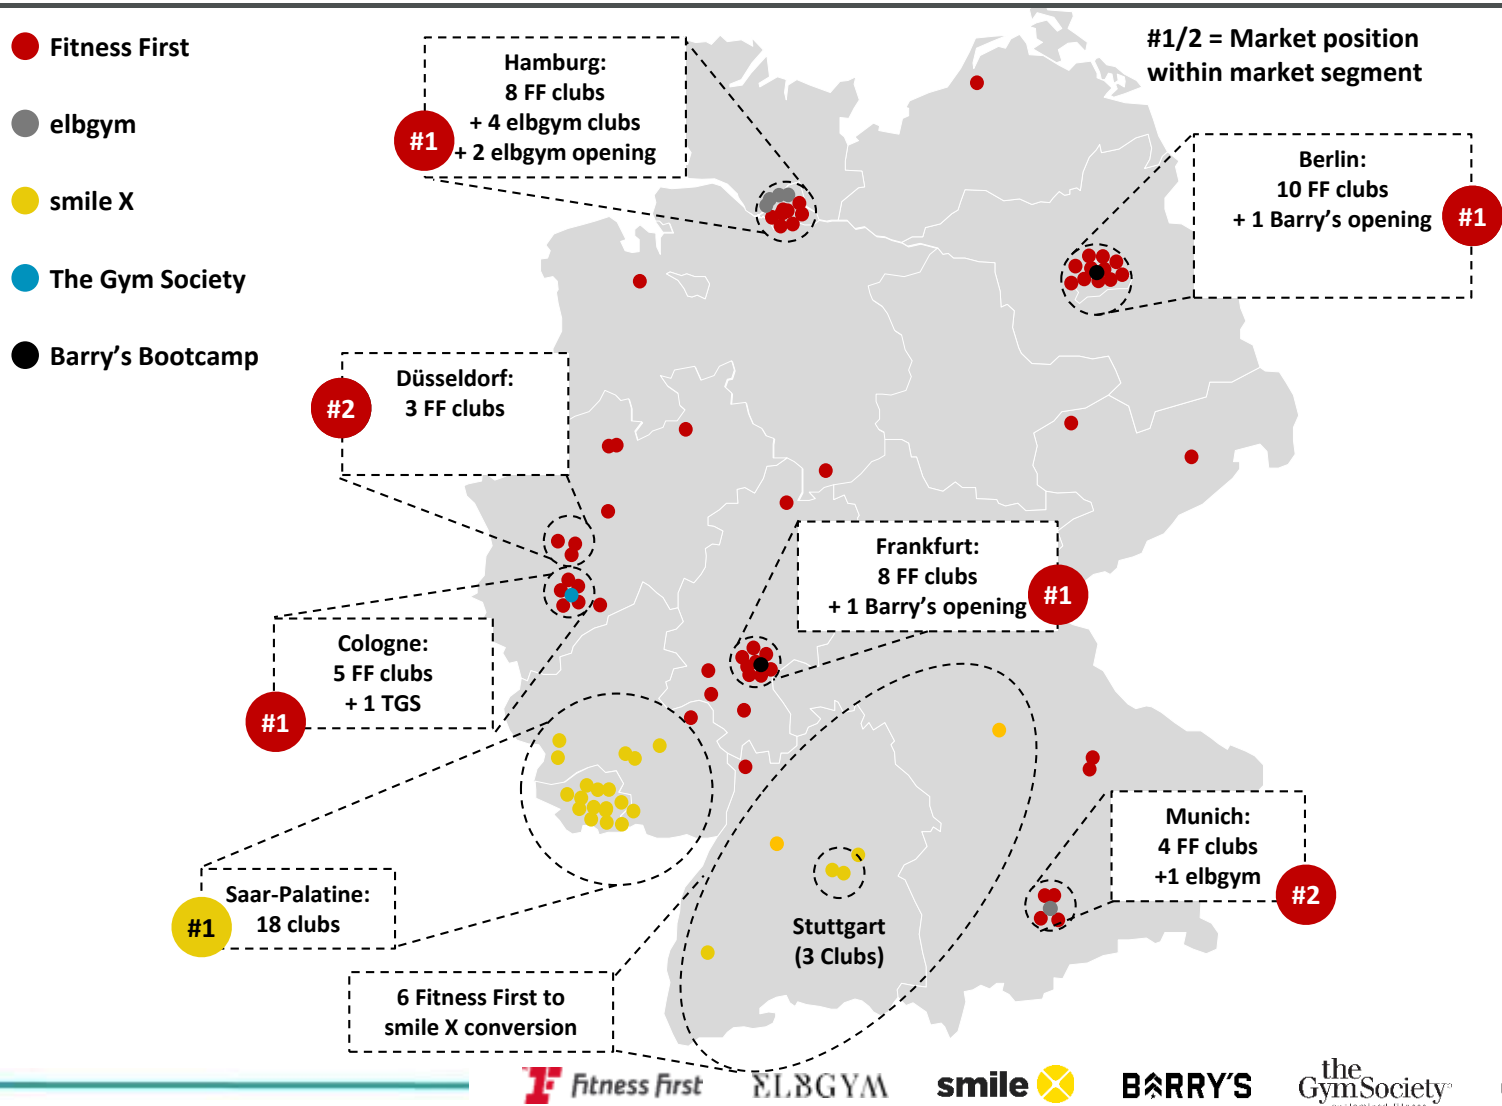 Fitness First
elbgym
smile X
The Gym Society
Barry’s Bootcamp
#1/2 = Market position
within market segment
Hamburg:
8 FF clubs
+ 4 elbgym clubs
+ 2 elbgym opening
#1
Berlin:
10 FF clubs
+ 1 Barry’s opening
#1
Düsseldorf:
3 FF clubs
#2
Frankfurt:
8 FF clubs
+ 1 Barry’s opening
#1
Cologne:
5 FF clubs
+ 1 TGS
#1
Munich:
4 FF clubs
+1 elbgym
#2
Saar-Palatine:
18 clubs
#1
Stuttgart
(3 Clubs)
6 Fitness First to
smile X conversion
Fitness First
ELBGYM
smile X
BARRY'S
the
GymSociety